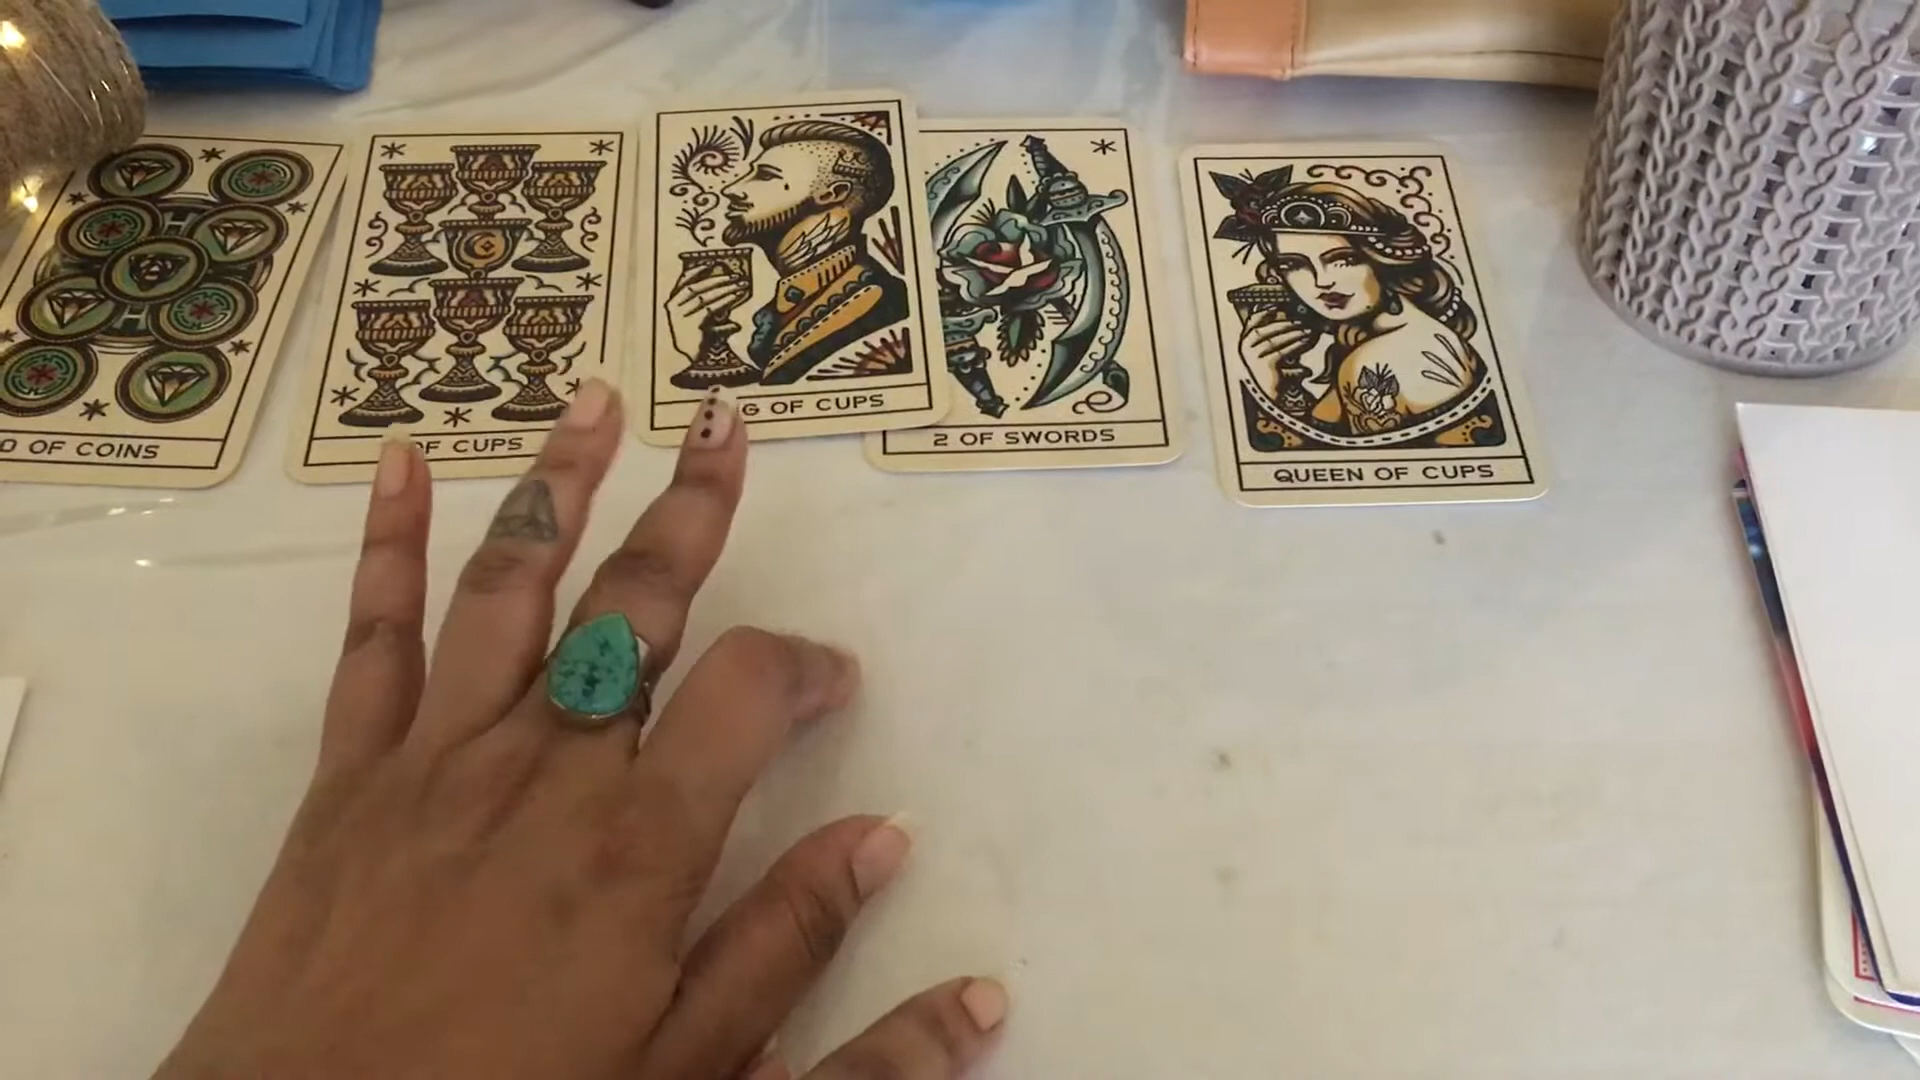 OF COINS
OF CUPS
OF CUPS
2 OF SWORDS
QUEEN OF CUPS